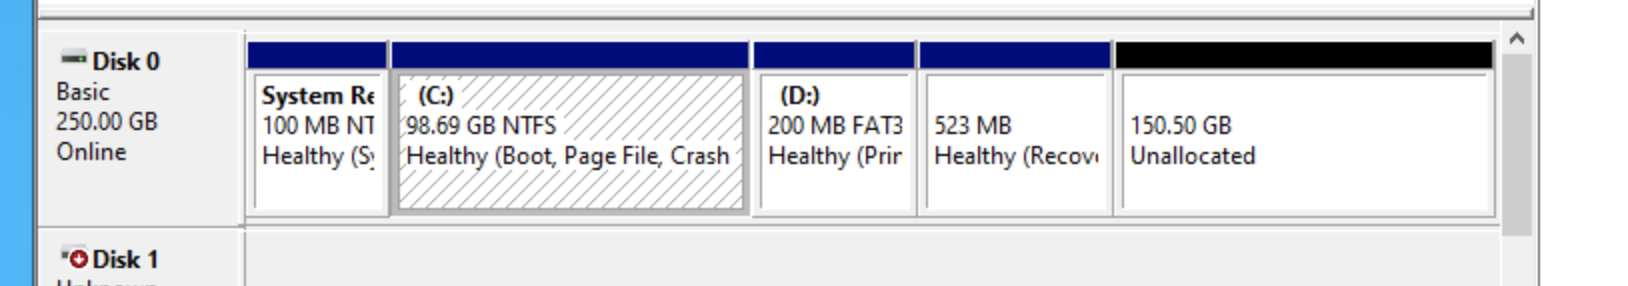 Disk 0
Basic
250.00 GB
Online
System Re
100 MB NT
Healthy (Sy
(C:)
98.69 GB NTFS
Healthy (Boot, Page File, Crash
(D:)
200 MB FAT3
Healthy (Prir
523 MB
Healthy (Recov
150.50 GB
Unallocated
Disk 1